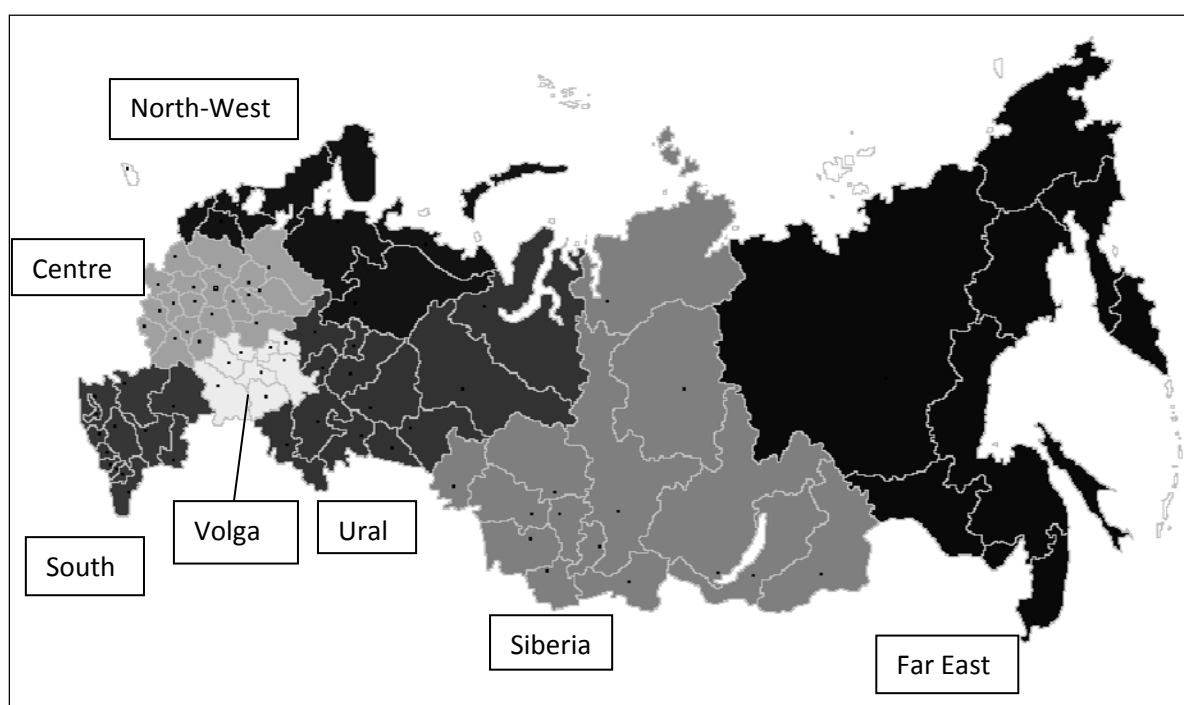 North-West
Centre
Volga
Ural
South
Siberia
Far East